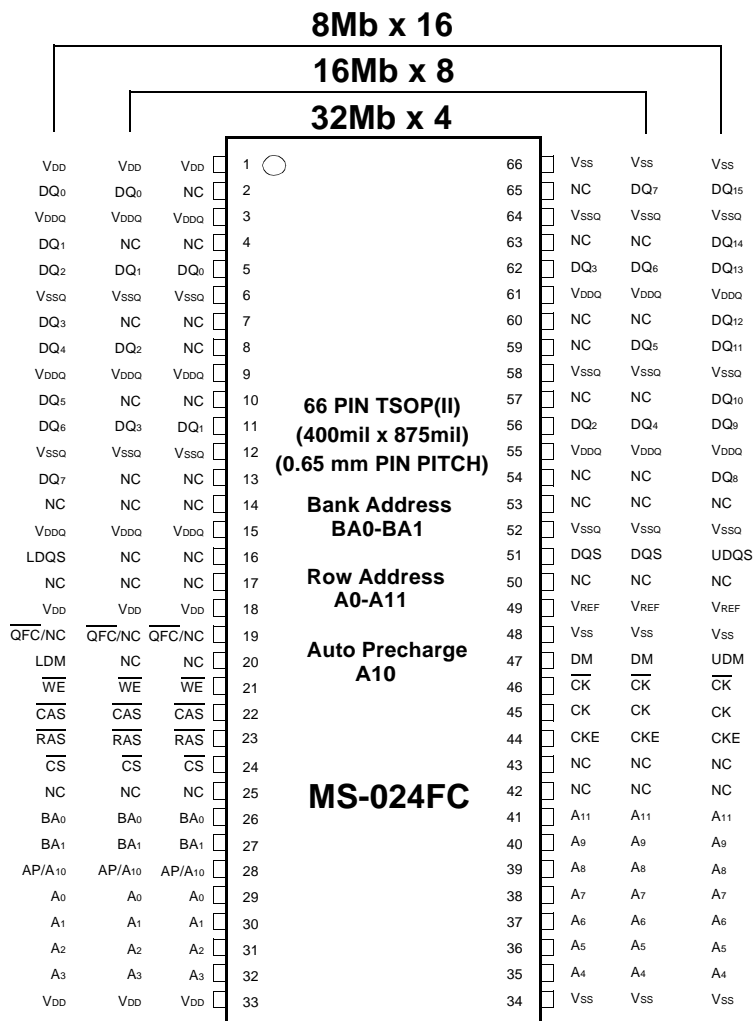 8Mb x 16
16Mb x 8
32Mb x 4
VDD VDD VDD 1 66 VSS VSS VSS
DQ0 DQ0 NC 2 65 NC DQ7 DQ15
VDDQ VDDQ VDDQ 3 64 VSSQ VSSQ VSSQ
DQ1 NC NC 4 63 NC NC DQ14
DQ2 DQ1 DQ0 5 62 DQ3 DQ6 DQ13
VSSQ VSSQ VSSQ 6 61 VDDQ VDDQ VDDQ
DQ3 NC NC 7 60 NC NC DQ12
DQ4 DQ2 NC 8 59 NC DQ5 DQ11
VDDQ VDDQ VDDQ 9 58 VSSQ VSSQ VSSQ
DQ5 NC NC 10 57 NC NC DQ10
66 PIN TSOP(II)
DQ6 DQ3 DQ1 11 56 DQ2 DQ4 DQ9
(400mil x 875mil)
VSSQ VSSQ VSSQ 12 55 VDDQ VDDQ VDDQ
(0.65 mm PIN PITCH)
DQ7 NC NC 13 54 NC NC DQ8
NC NC NC 14 Bank Address 53 NC NC NC
VDDQ VDDQ VDDQ 15 BA0-BA1 52 VSSQ VSSQ VSSQ
LDQS NC NC 16 51 DQS DQS UDQS
NC NC NC 17 Row Address 50 NC NC NC
VDD VDD VDD 18 A0-A11 49 VREF VREF VREF
QFC/NC QFC/NC QFC/NC 19 48 VSS VSS VSS
LDM NC NC 20 Auto Precharge 47 DM DM UDM
A10
WE WE WE 21 46 CK CK CK
CAS CAS CAS 22 45 CK CK CK
RAS RAS RAS 23 44 CKE CKE CKE
CS CS CS 24 43 NC NC NC
NC NC NC 25 MS-024FC 42 NC NC NC
BA0 BA0 BA0 26 41 A11 A11 A11
BA1 BA1 BA1 27 40 A9 A9 A9
AP/A10 AP/A10 AP/A10 28 39 A8 A8 A8
A0 A0 A0 29 38 A7 A7 A7
A1 A1 A1 30 37 A6 A6 A6
A2 A2 A2 31 36 A5 A5 A5
A3 A3 A3 32 35 A4 A4 A4
VDD VDD VDD 33 34 VSS VSS VSS